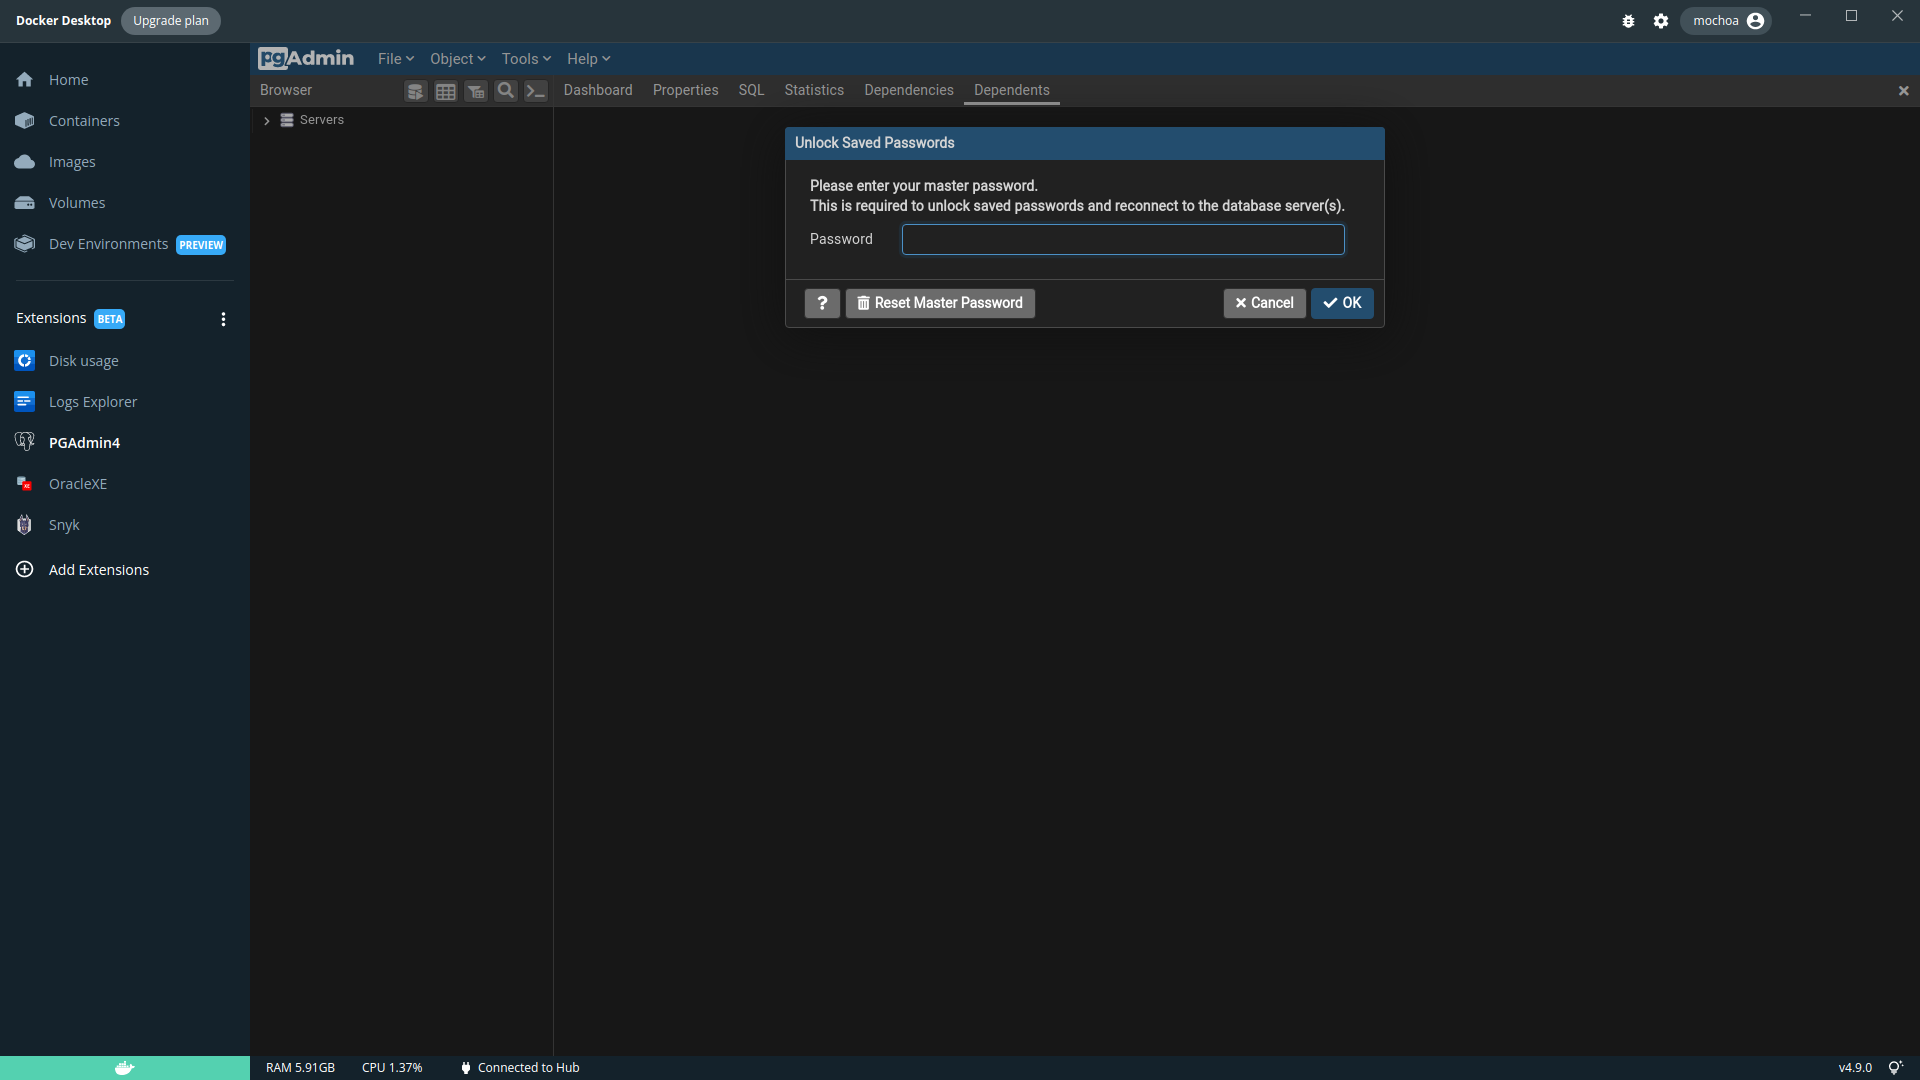 Docker Desktop
Upgrade plan
mochoa
Home
Containers
Images
Volumes
Dev Environments PREVIEW
Extensions BETA
Disk usage
Logs Explorer
PGAdmin4
OracleXE
Snyk
Add Extensions
pgAdmin File Object Tools Help
Browser
Dashboard Properties SQL Statistics Dependencies Dependents
Servers
Unlock Saved Passwords
Please enter your master password.
This is required to unlock saved passwords and reconnect to the database server(s).
Password
? Reset Master Password Cancel OK
RAM 5.91GB CPU 1.37% Connected to Hub
v4.9.0